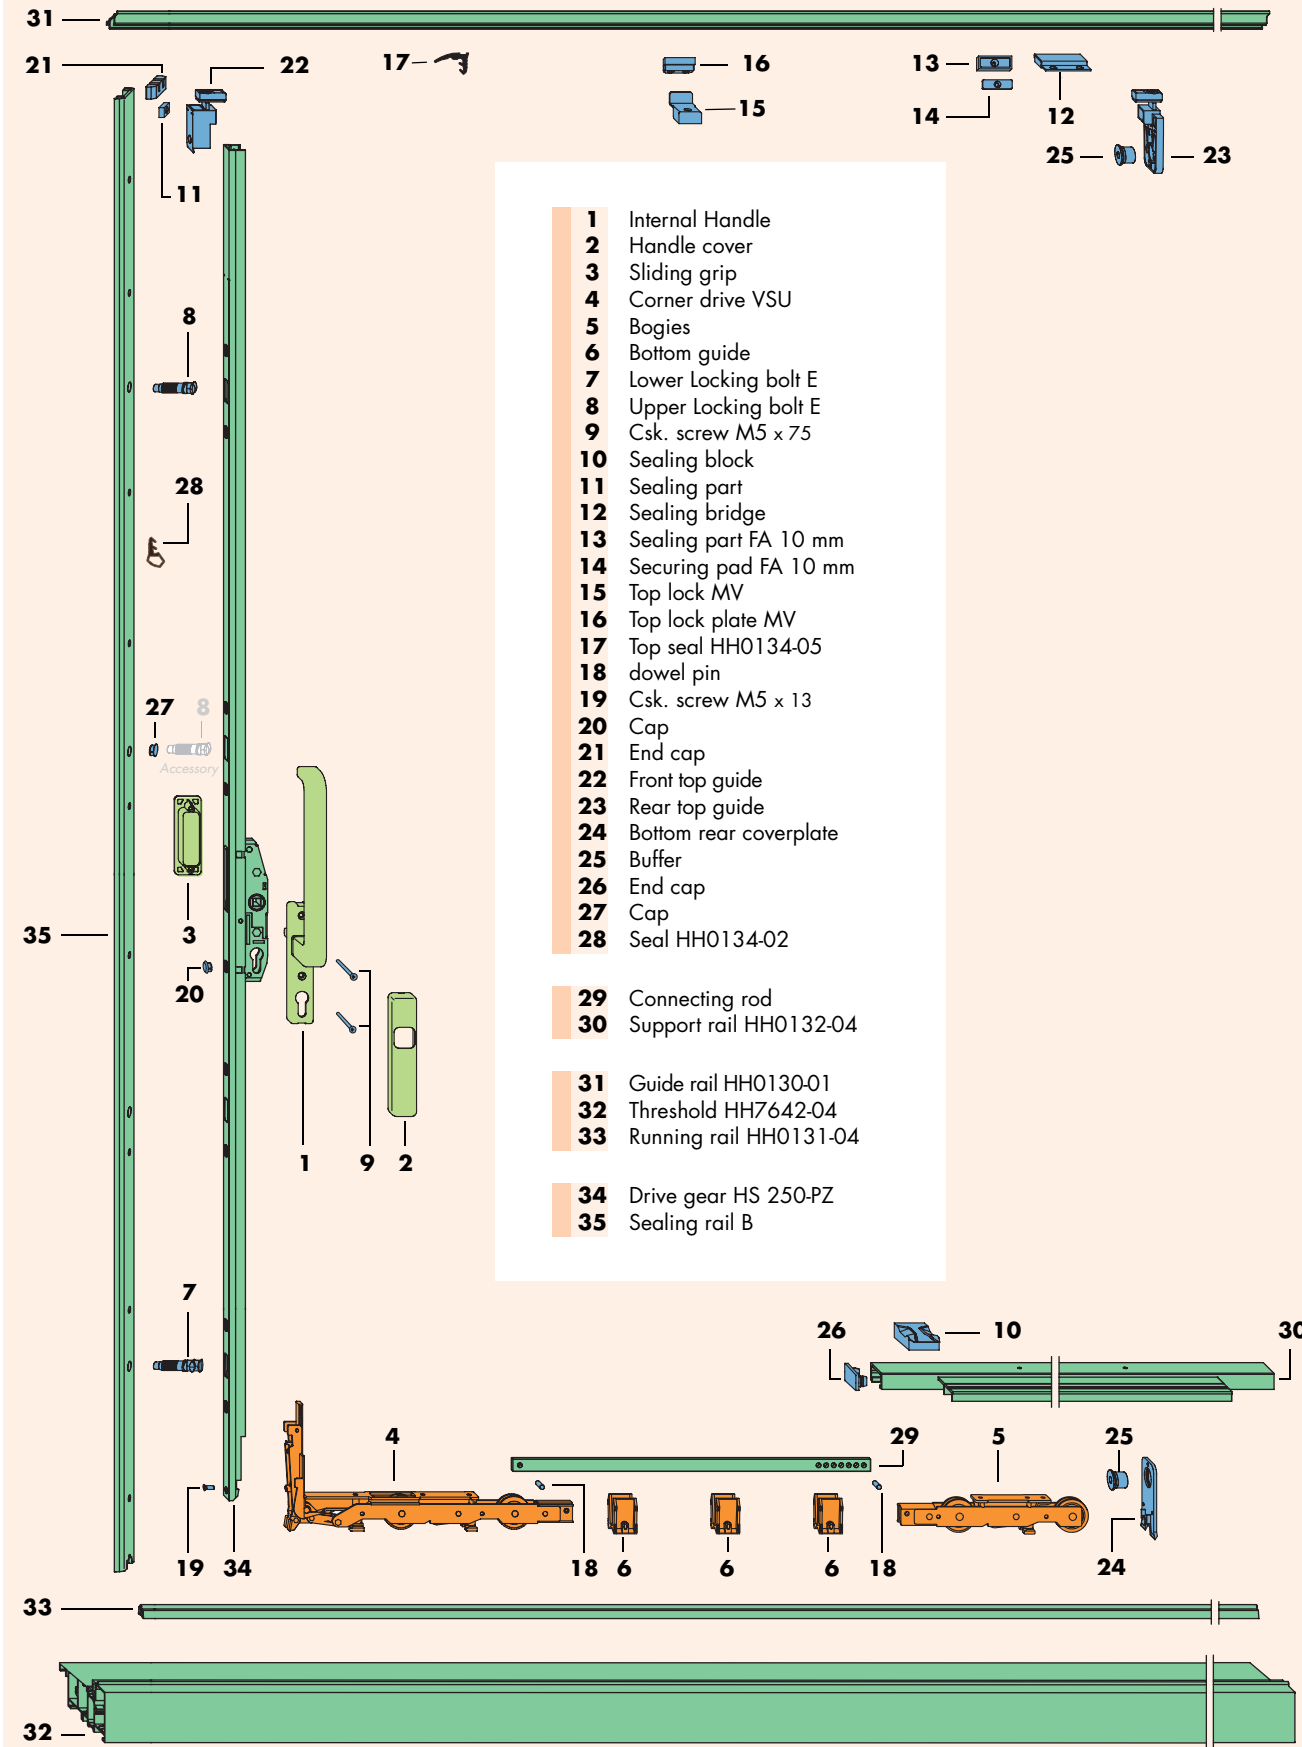 31
21
22
17
16
13
15
14
12
25
23
11
1 Internal Handle
2 Handle cover
3 Sliding grip
4 Corner drive VSU
5 Bogies
6 Bottom guide
7 Lower Locking bolt E
8 Upper Locking bolt E
9 Csk. screw M5 x 75
10 Sealing block
11 Sealing part
12 Sealing bridge
13 Sealing part FA 10 mm
14 Securing pad FA 10 mm
15 Top lock MV
16 Top lock plate MV
17 Top seal HH0134-05
18 dowel pin
19 Csk. screw M5 x 13
20 Cap
21 End cap
22 Front top guide
23 Rear top guide
24 Bottom rear coverplate
25 Buffer
26 End cap
27 Cap
28 Seal HH0134-02
29 Connecting rod
30 Support rail HH0132-04
31 Guide rail HH0130-01
32 Threshold HH7642-04
33 Running rail HH0131-04
34 Drive gear HS 250-PZ
35 Sealing rail B
8
28
27 8
Accessory
35
3
20
1 9 2
7
26 10 30
4
29 5 25
19 34 18 6 6 6 18 24
33
32